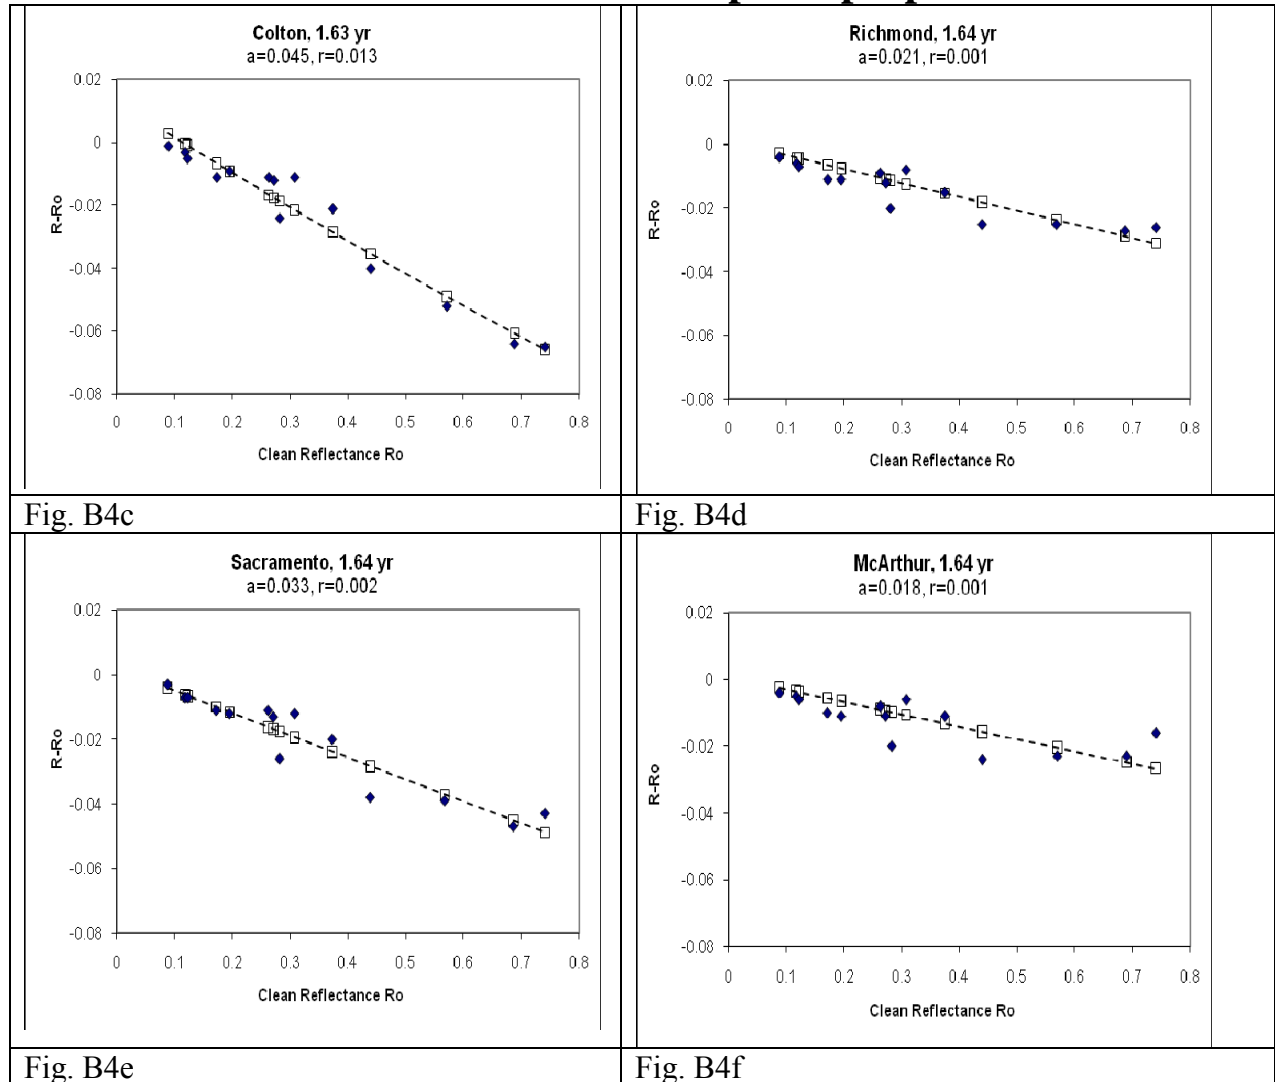 Colton, 1.63 yr
a=0.045, r=0.013
0.02
0
-0.02
-0.04
-0.06
-0.08
R-Ro
0 0.1 0.2 0.3 0.4 0.5 0.6 0.7 0.8
Clean Reflectance Ro
Fig. B4c
Richmond, 1.64 yr
a=0.021, r=0.001
0.02
0
-0.02
-0.04
-0.06
-0.08
R-Ro
0 0.1 0.2 0.3 0.4 0.5 0.6 0.7 0.8
Clean Reflectance Ro
Fig. B4d
Sacramento, 1.64 yr
a=0.033, r=0.002
0.02
0
-0.02
-0.04
-0.06
-0.08
R-Ro
0 0.1 0.2 0.3 0.4 0.5 0.6 0.7 0.8
Clean Reflectance Ro
Fig. B4e
McArthur, 1.64 yr
a=0.018, r=0.001
0.02
0
-0.02
-0.04
-0.06
-0.08
R-Ro
0 0.1 0.2 0.3 0.4 0.5 0.6 0.7 0.8
Clean Reflectance Ro
Fig. B4f